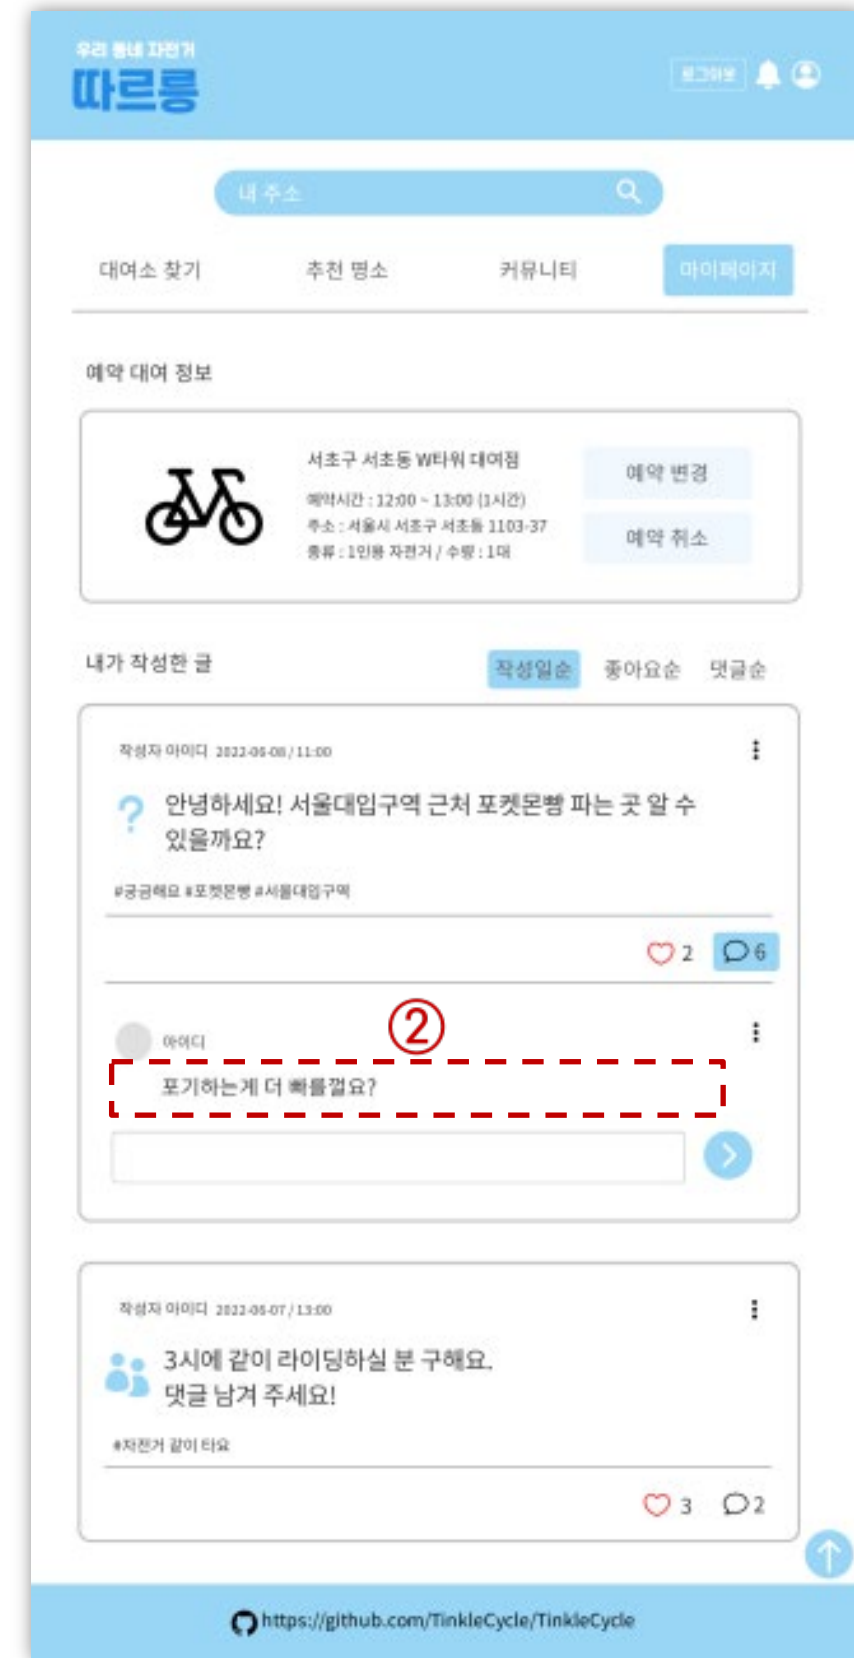 우리 동네 자전거
따르릉
로그아웃
내 주소
대여소 찾기 추천 명소 커뮤니티 마이페이지
예약 대여 정보
서초구 서초동 W타워 대여점
예약시간 : 12:00 ~ 13:00 (1시간)
주소 : 서울시 서초구 서초동 1103-37
종류 : 1인용 자전거 / 수량 : 1대
예약 변경
예약 취소
내가 작성한 글
작성일순 좋아요순 댓글순
작성자 아이디 2022-06-08 / 11:00
? 안녕하세요! 서울대입구역 근처 포켓몬빵 파는 곳 알 수
있을까요?
#궁금해요 #포켓몬빵 #서울대입구역
2 6
②
아이디
포기하는게 더 빠를껄요?
작성자 아이디 2022-06-07 / 13:00
3시에 같이 라이딩하실 분 구해요.
댓글 남겨 주세요!
#자전거 같이 타요
3 2
https://github.com/TinkleCycle/TinkleCycle